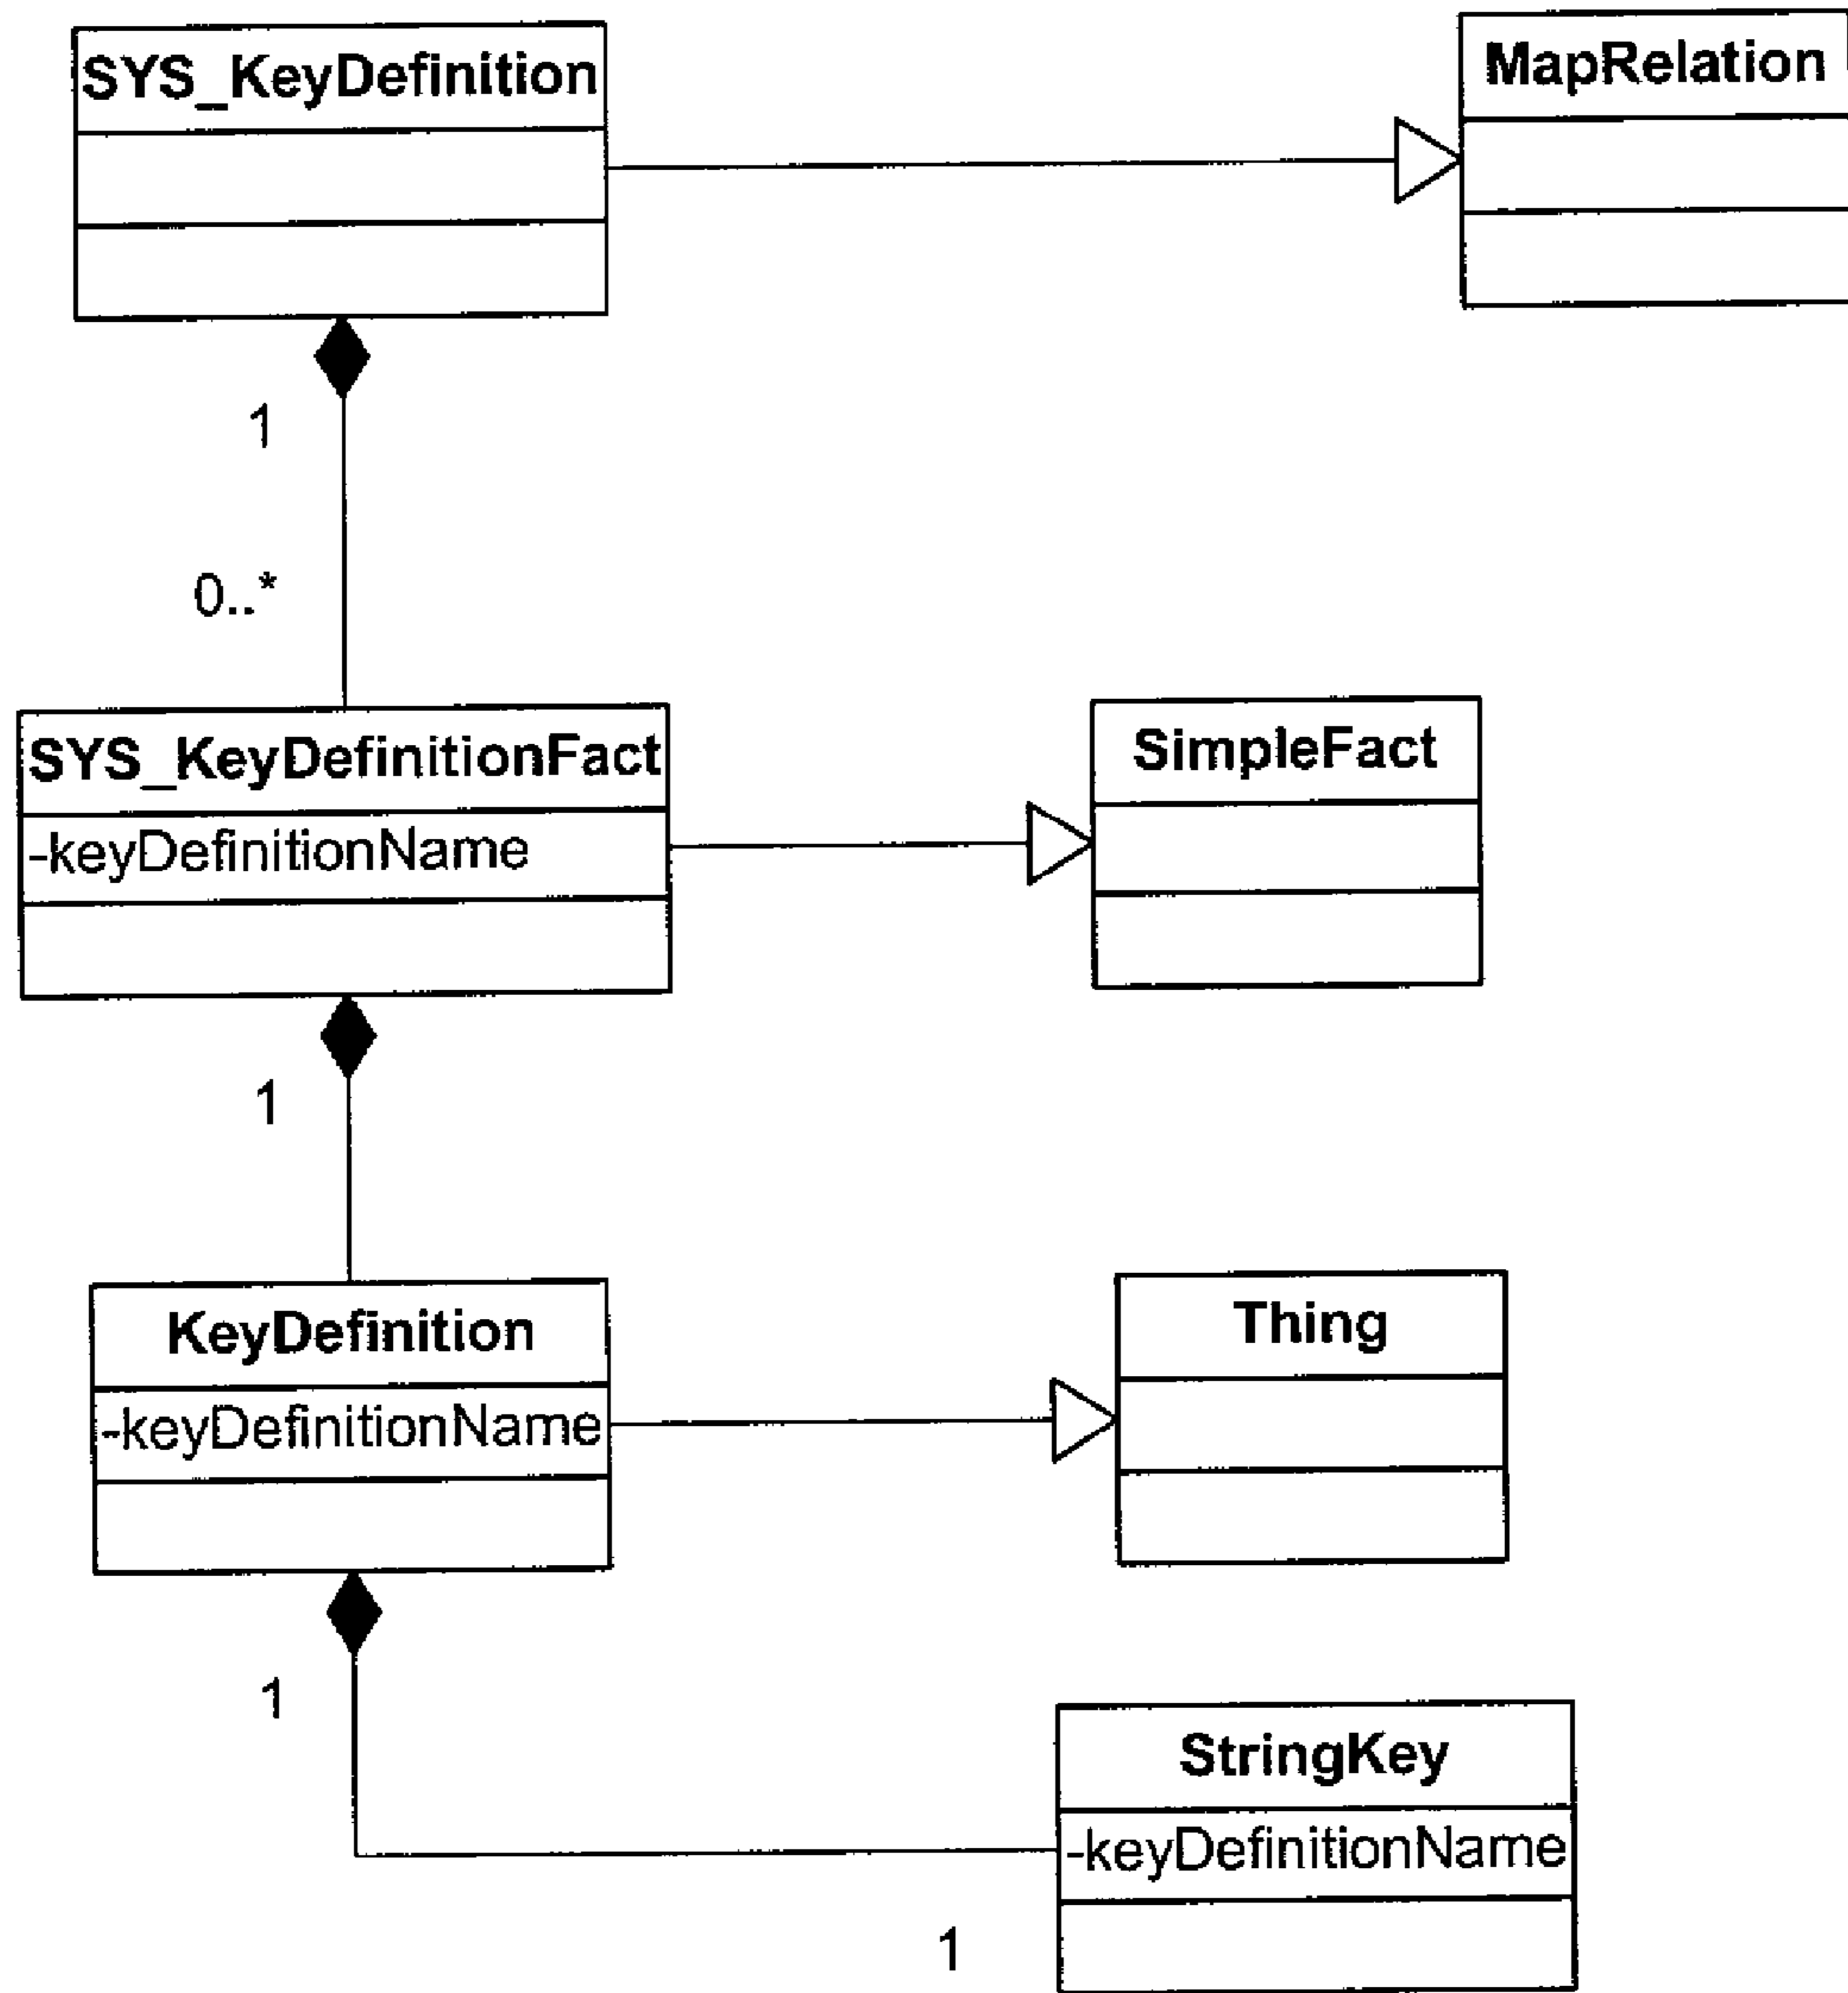 SYS_KeyDefinition
MapRelation
1
0..*
SYS_KeyDefinitionFact
-keyDefinitionName
SimpleFact
1
KeyDefinition
-keyDefinitionName
Thing
1
StringKey
-keyDefinitionName
1